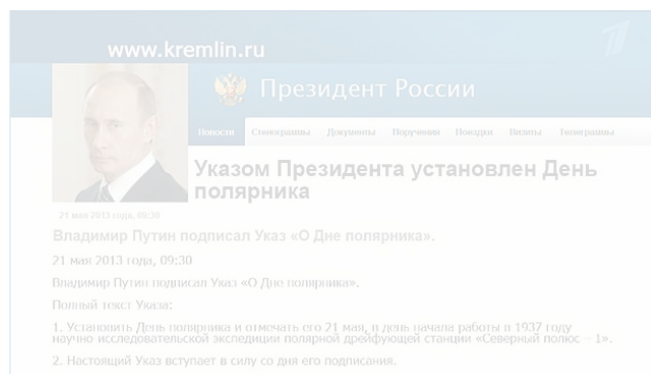 www.kremlin.ru
Президент России
Новости Стенограммы Документы Поручения Поездки Визиты Телеграммы
Указом Президента установлен День
полярника
21 мая 2013 года, 09:30
Владимир Путин подписал Указ «О Дне полярника».
21 мая 2013 года, 09:30
Владимир Путин подписал Указ «О Дне полярника».
Полный текст Указа:
1. Установить День полярника и отмечать его 21 мая, в день начала работы в 1937 году
научно исследовательской экспедиции полярной дрейфующей станции «Северный полюс – 1».
2. Настоящий Указ вступает в силу со дня его подписания.